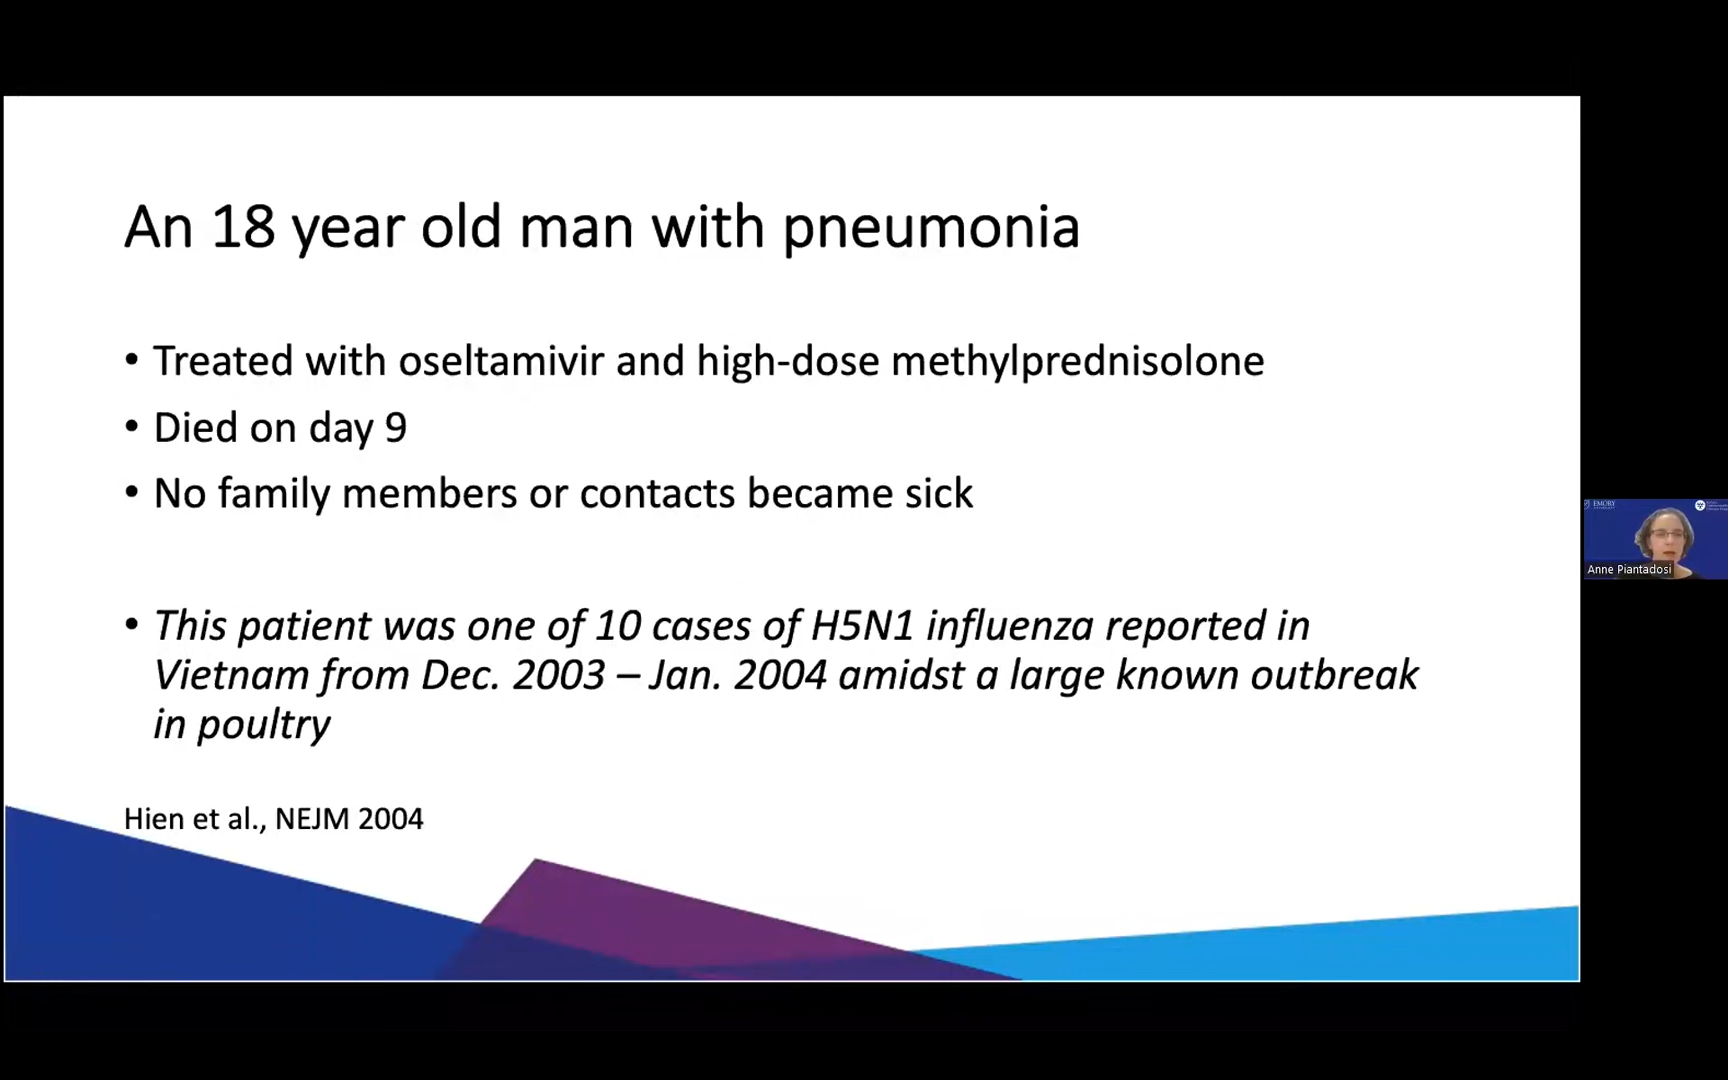 An 18 year old man with pneumonia
• Treated with oseltamivir and high-dose methylprednisolone
• Died on day 9
• No family members or contacts became sick
• This patient was one of 10 cases of H5N1 influenza reported in
Vietnam from Dec. 2003 – Jan. 2004 amidst a large known outbreak
in poultry
Hien et al., NEJM 2004
EMORY
Anne Piantadosi